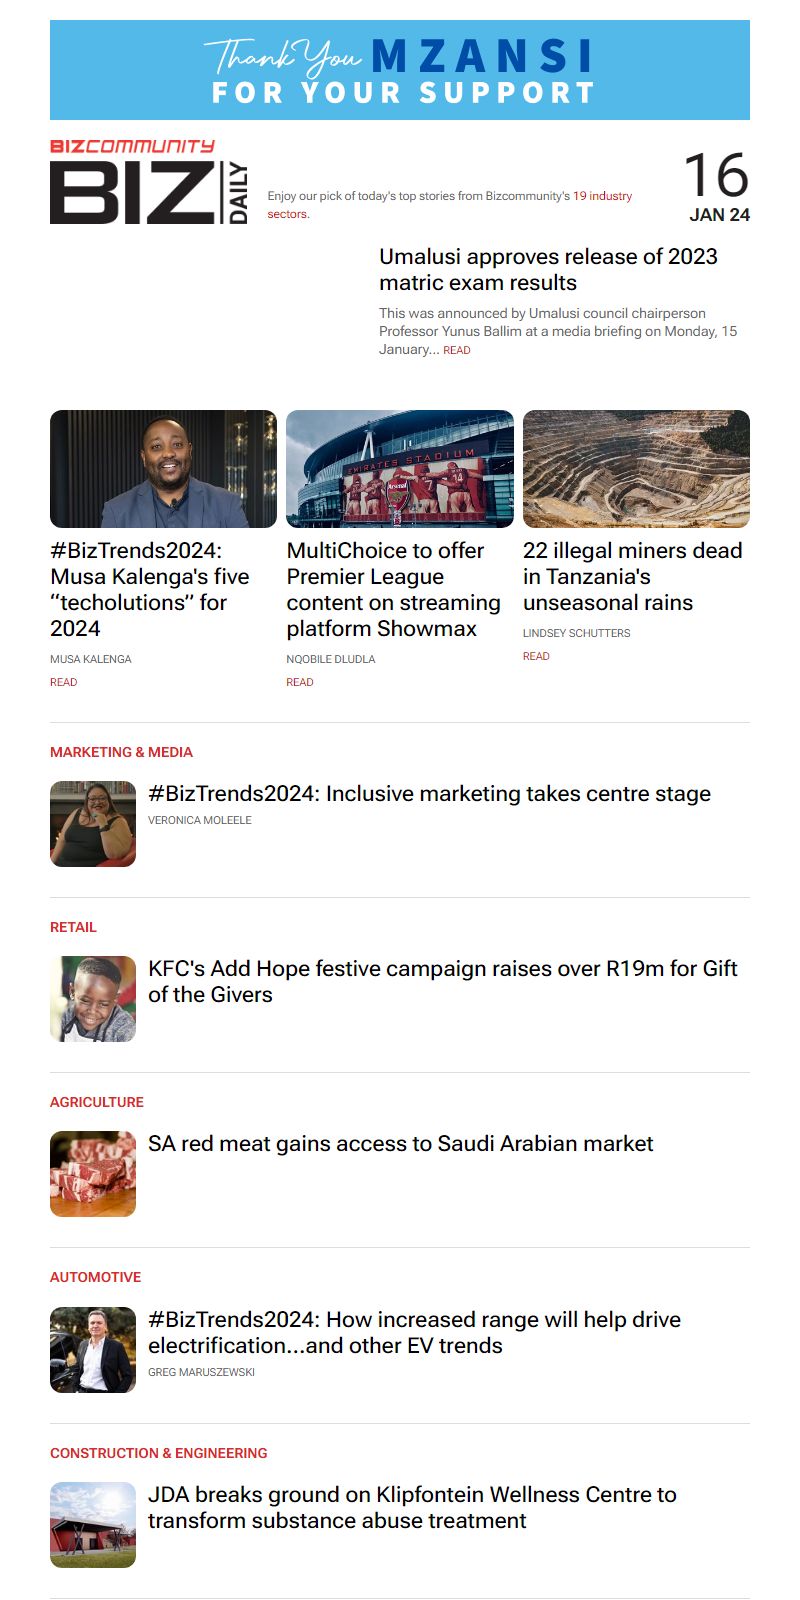 Thank You MZANSI
FOR YOUR SUPPORT
BIZCOMMUNITY
BIZ DAILY
Enjoy our pick of today's top stories from Bizcommunity's 19 industry
sectors.
16
JAN 24
Umalusi approves release of 2023
matric exam results
This was announced by Umalusi council chairperson
Professor Yunus Ballim at a media briefing on Monday, 15
January... READ
EMIRATES STADIUM
Arsenal
7
14
#BizTrends2024:
Musa Kalenga's five
“techolutions” for
2024
MUSA KALENGA
READ
MultiChoice to offer
Premier League
content on streaming
platform Showmax
NQOBILE DLUDLA
READ
22 illegal miners dead
in Tanzania's
unseasonal rains
LINDSEY SCHUTTERS
READ
MARKETING & MEDIA
#BizTrends2024: Inclusive marketing takes centre stage
VERONICA MOLEELE
RETAIL
KFC's Add Hope festive campaign raises over R19m for Gift
of the Givers
AGRICULTURE
SA red meat gains access to Saudi Arabian market
AUTOMOTIVE
#BizTrends2024: How increased range will help drive
electrification...and other EV trends
GREG MARUSZEWSKI
CONSTRUCTION & ENGINEERING
JDA breaks ground on Klipfontein Wellness Centre to
transform substance abuse treatment